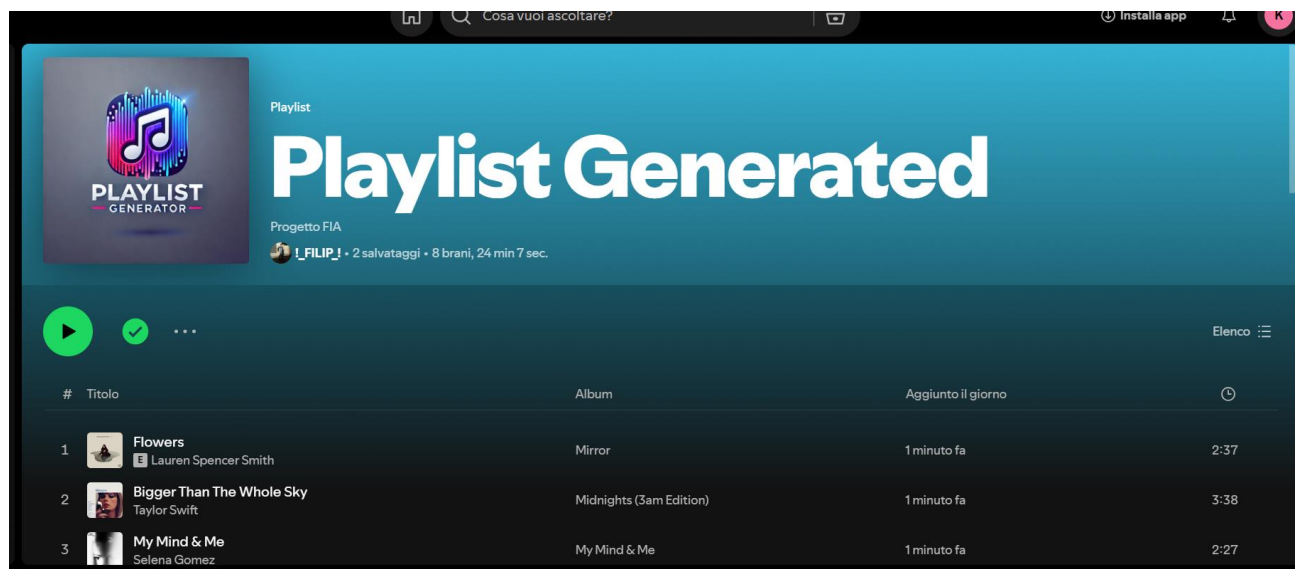 Cosa vuoi ascoltare?
Installa app
K
PLAYLIST
GENERATOR
Playlist
Playlist Generated
Progetto FIA
!_FILIP_! • 2 salvataggi • 8 brani, 24 min 7 sec.
Elenco
# Titolo Album Aggiunto il giorno
1 Flowers Mirror 1 minuto fa 2:37
E Lauren Spencer Smith
2 Bigger Than The Whole Sky Midnights (3am Edition) 1 minuto fa 3:38
Taylor Swift
3 My Mind & Me My Mind & Me 1 minuto fa 2:27
Selena Gomez